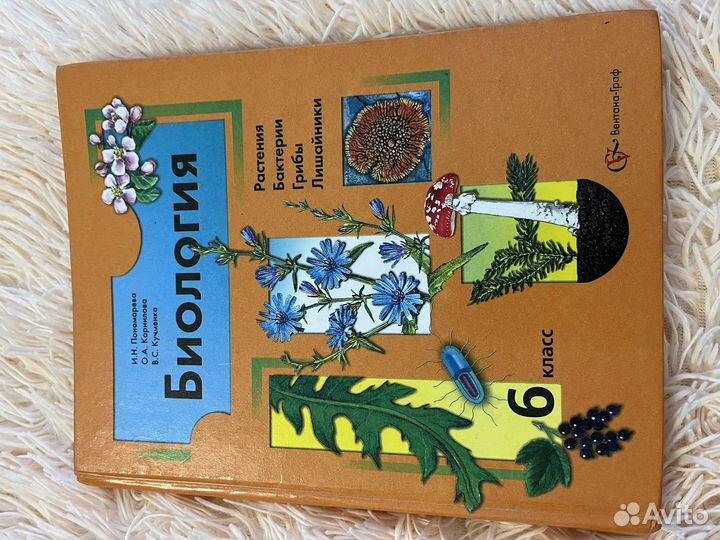 И.Н. Пономарева
О.А. Корнилова
В.С. Кучменко
Биология
Растения
Бактерии
Грибы
Лишайники
6 класс
Вентана-Граф
Avito